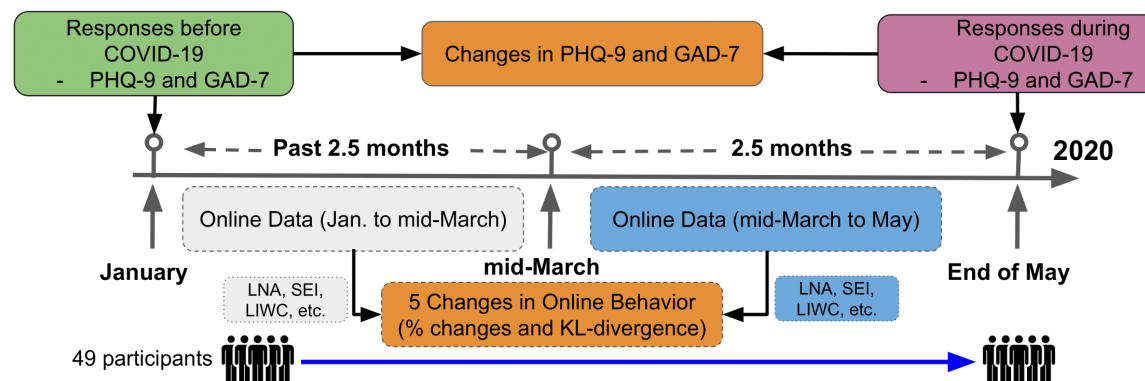 Responses before
COVID-19
- PHQ-9 and GAD-7
Changes in PHQ-9 and GAD-7
Responses during
COVID-19
- PHQ-9 and GAD-7
Past 2.5 months
2.5 months
2020
Online Data (Jan. to mid-March)
Online Data (mid-March to May)
January
mid-March
End of May
LNA, SEI,
LIWC, etc.
5 Changes in Online Behavior
(% changes and KL-divergence)
LNA, SEI,
LIWC, etc.
49 participants